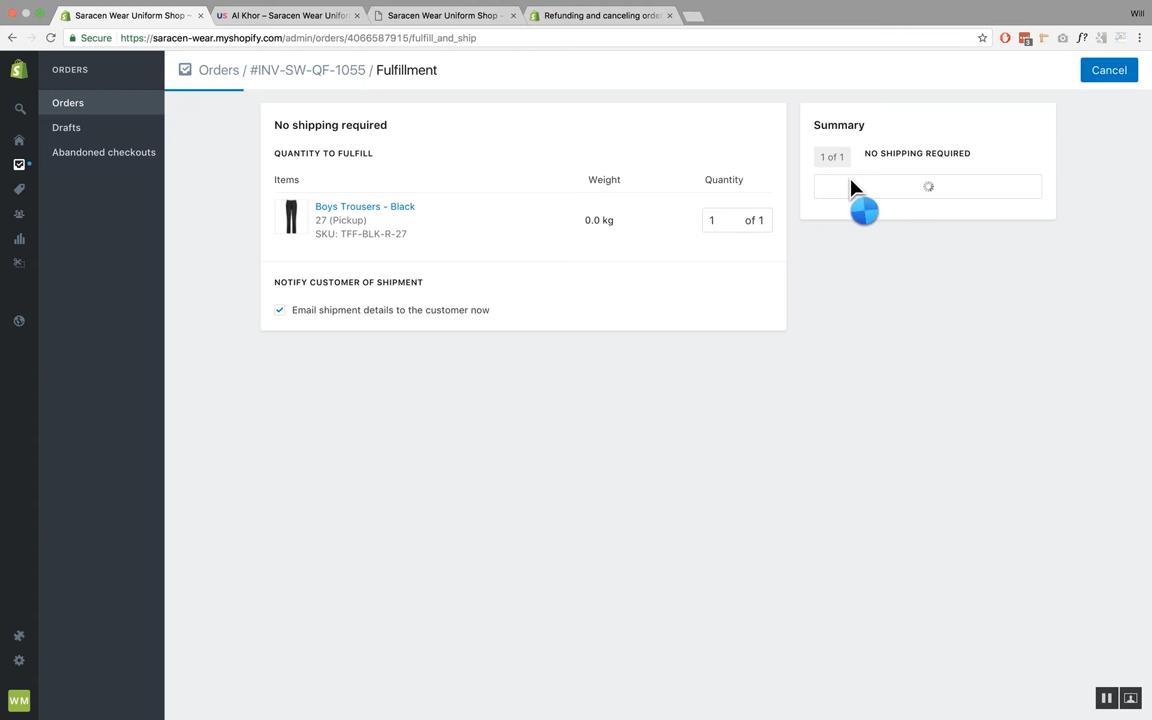 Saracen Wear Uniform Shop ~
Al Khor – Saracen Wear Unifor
Saracen Wear Uniform Shop -
Refunding and canceling order
Will
Secure
https://saracen-wear.myshopify.com/admin/orders/4066587915/fulfill_and_ship
ORDERS
Orders / #INV-SW-QF-1055 / Fulfillment
Cancel
Orders
Drafts
Abandoned checkouts
No shipping required
QUANTITY TO FULFILL
Items Weight Quantity
Boys Trousers - Black
27 (Pickup)
SKU: TFF-BLK-R-27
0.0 kg
1 of 1
NOTIFY CUSTOMER OF SHIPMENT
Email shipment details to the customer now
Summary
1 of 1 NO SHIPPING REQUIRED
WM